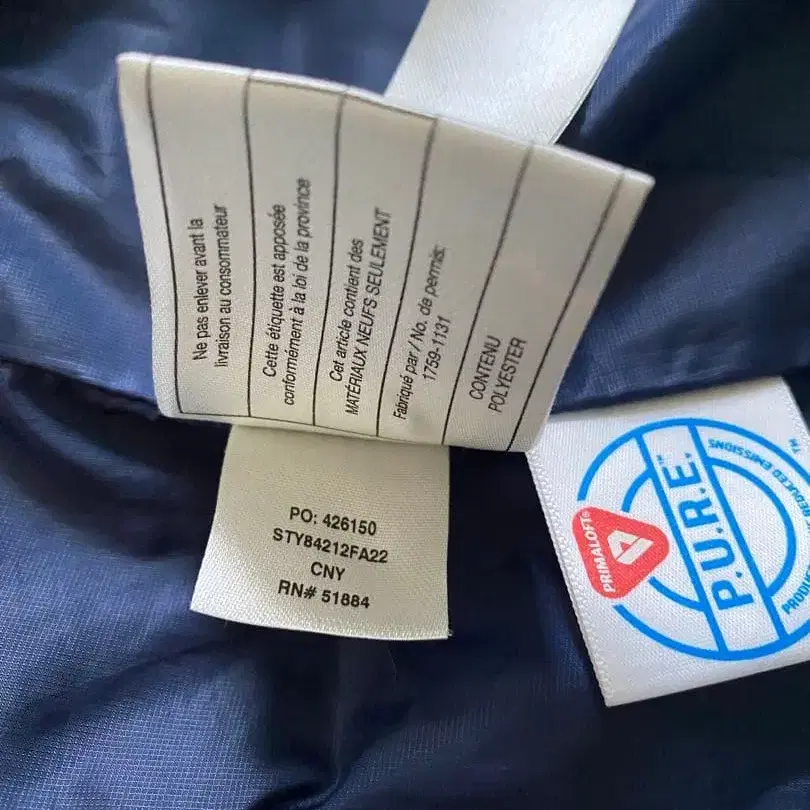 Ne pas enlever avant la
livraison au consommateur
Cette étiquette est apposée
conformément à la loi de la province
Cet article contient des
MATÉRIAUX NEUFS SEULEMENT
Fabriqué par / No. de permis:
1759-1131
CONTENU
POLYESTER
PO: 426150
STY84212FA22
CNY
RN# 51884
PRIMALOFT®
P.U.R.E.™
REDUCED EMISSIONS
™